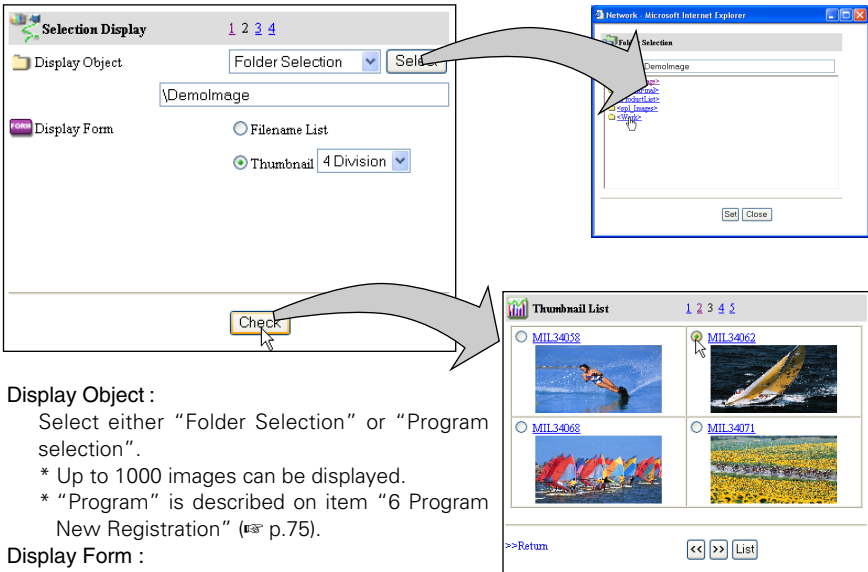 Selection Display 1 2 3 4
Display Object Folder Selection Select
\DemoImage
FORM Display Form Filename List
Thumbnail 4 Division
Check
Network - Microsoft Internet Explorer
Folder Selection
DemoImage
<spl_Images>
<Work>
Set Close
Thumbnail List 1 2 3 4 5
MIL34058 MIL34062
MIL34068 MIL34071
>>Return << >> List
Display Object :
Select either “Folder Selection” or “Program
selection”.
* Up to 1000 images can be displayed.
* “Program” is described on item “6 Program
New Registration” (☞ p.75).
Display Form :